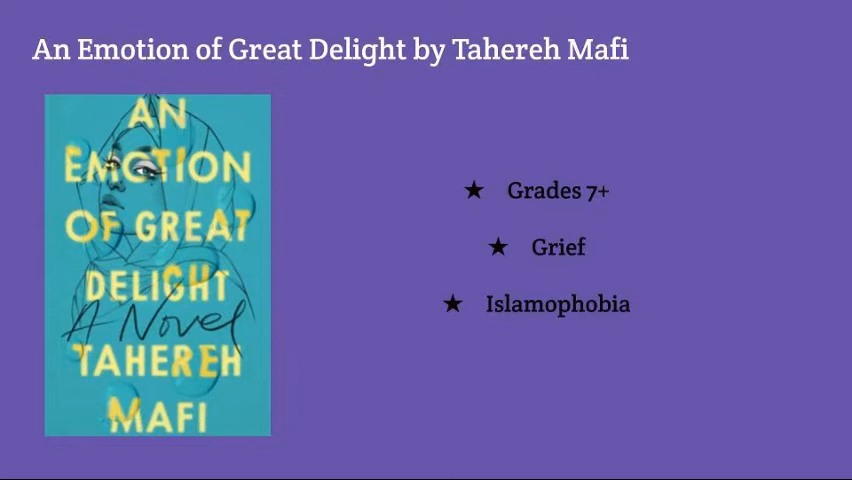 An Emotion of Great Delight by Tahereh Mafi
AN
EMOTION
OF GREAT
DELIGHT
A Novel
TAHEREH
MAFI
★ Grades 7+
★ Grief
★ Islamophobia